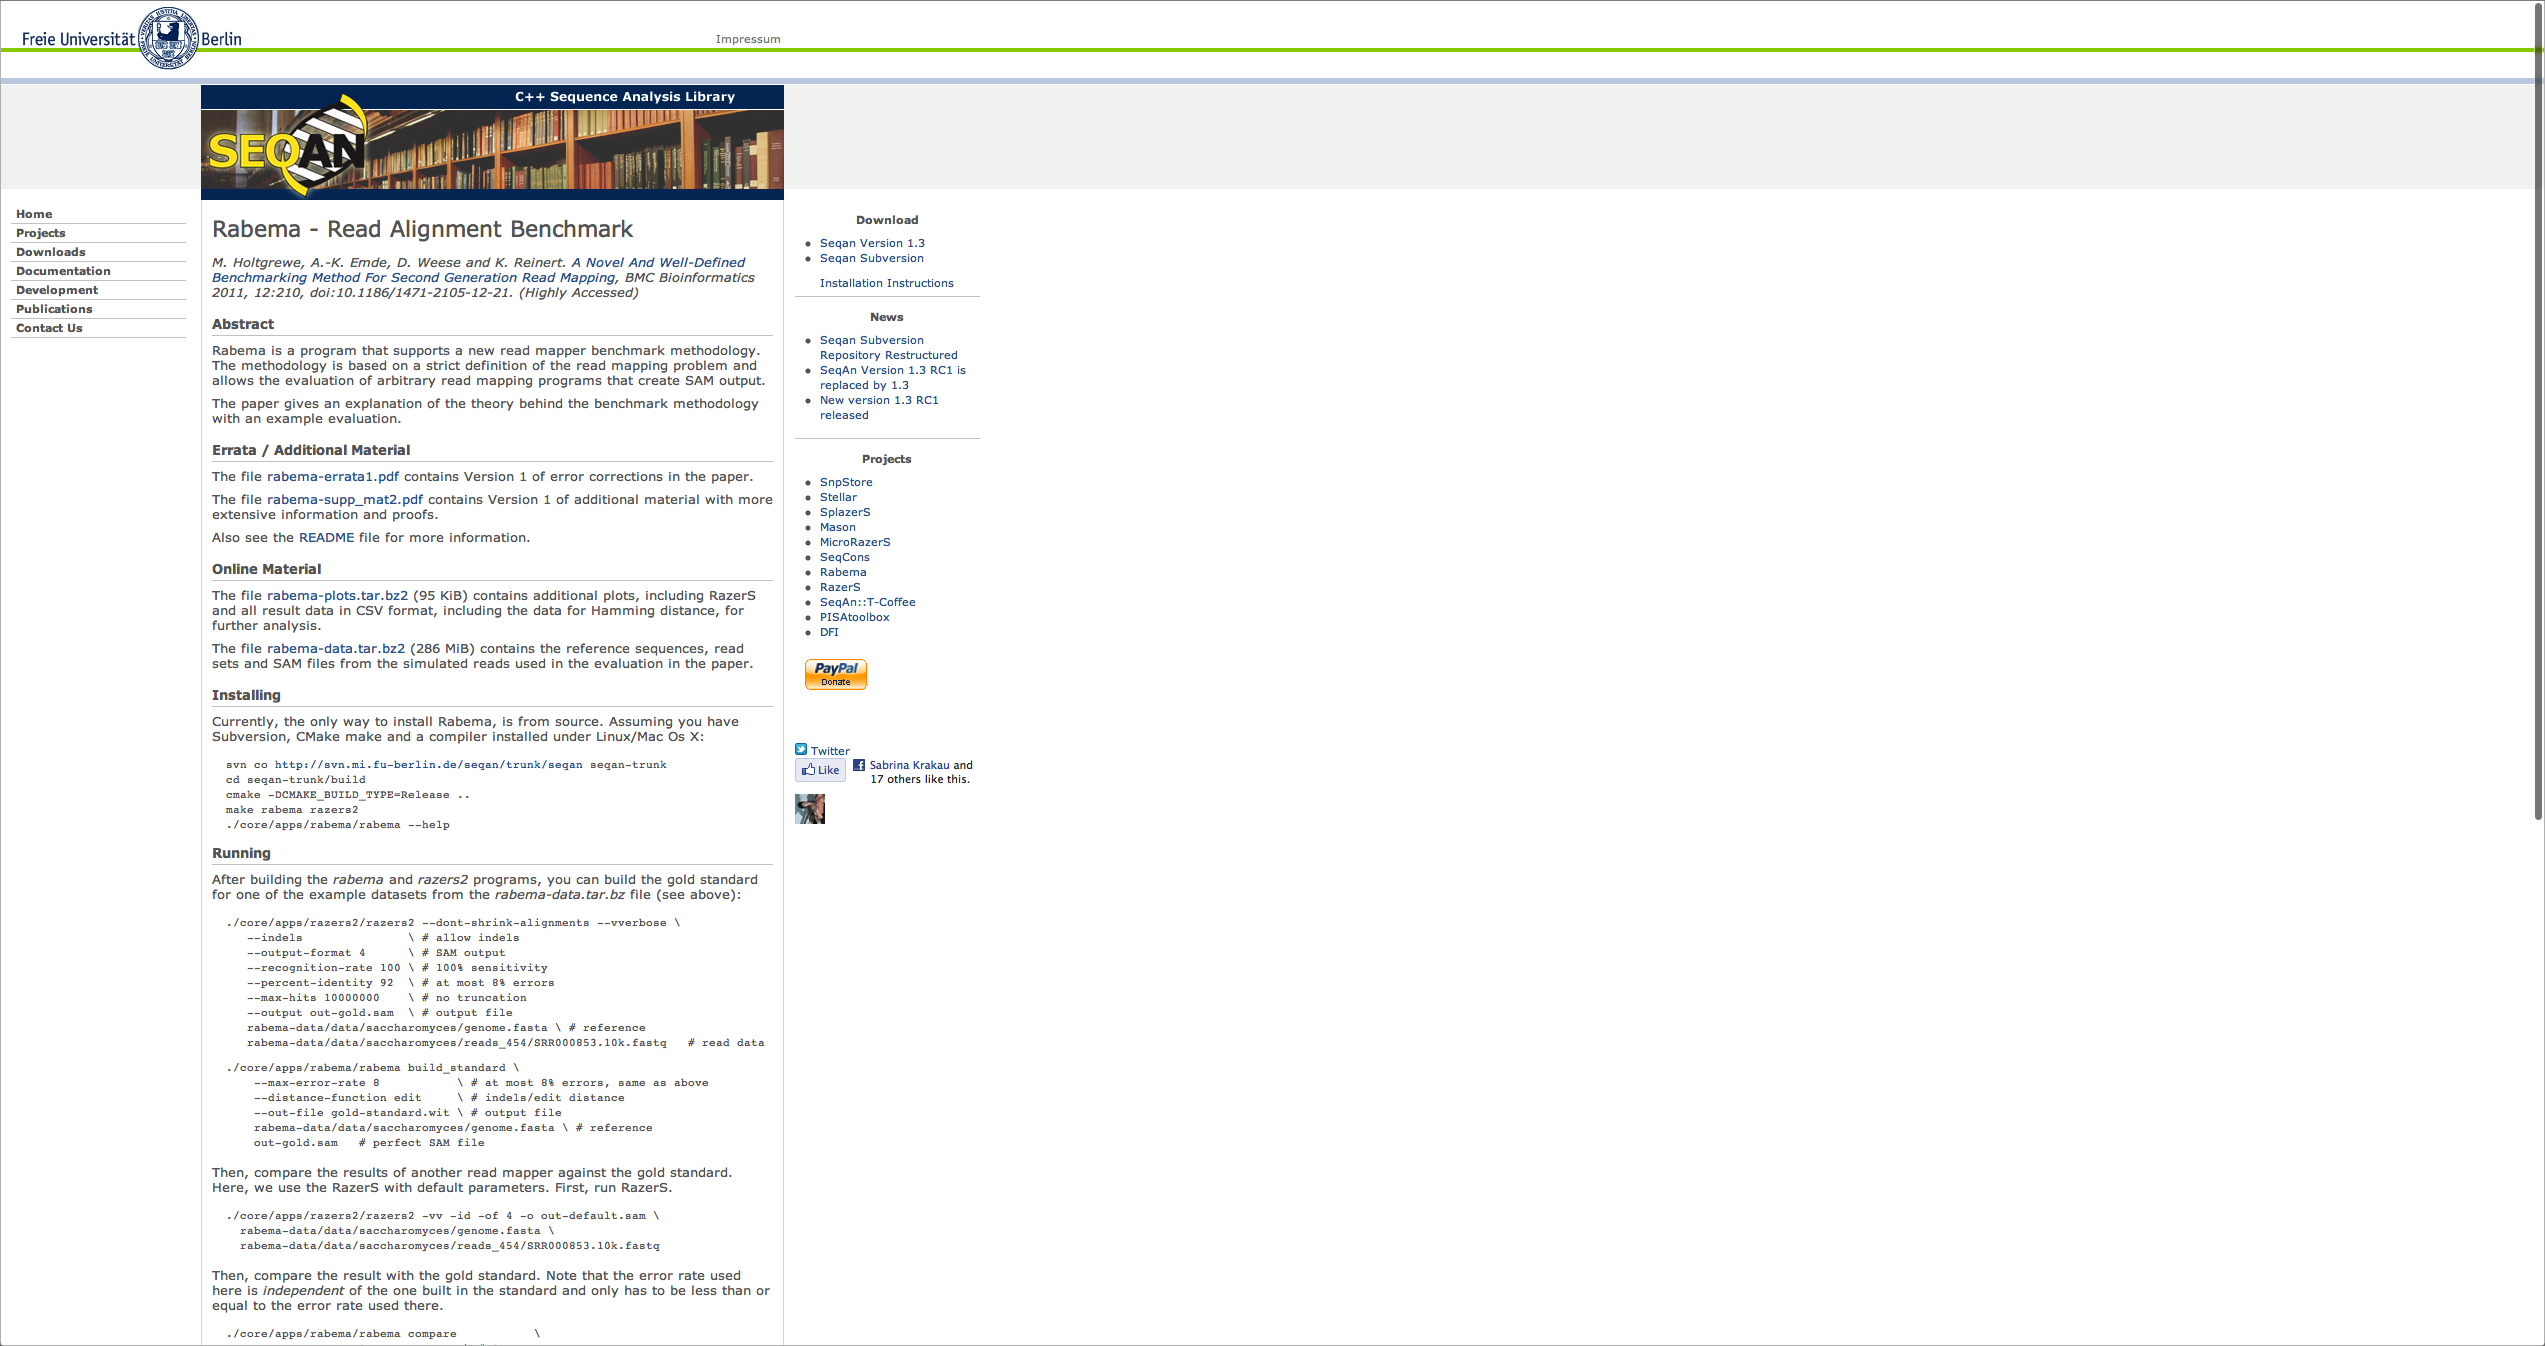 Freie Universität Berlin
Impressum
C++ Sequence Analysis Library
SEQAN
Home
Projects
Downloads
Documentation
Development
Publications
Contact Us
Rabema - Read Alignment Benchmark
M. Holtgrewe, A.-K. Emde, D. Weese and K. Reinert. A Novel And Well-Defined
Benchmarking Method For Second Generation Read Mapping, BMC Bioinformatics
2011, 12:210, doi:10.1186/1471-2105-12-21. (Highly Accessed)
Abstract
Rabema is a program that supports a new read mapper benchmark methodology.
The methodology is based on a strict definition of the read mapping problem and
allows the evaluation of arbitrary read mapping programs that create SAM output.
The paper gives an explanation of the theory behind the benchmark methodology
with an example evaluation.
Errata / Additional Material
The file rabema-errata1.pdf contains Version 1 of error corrections in the paper.
The file rabema-supp_mat2.pdf contains Version 1 of additional material with more
extensive information and proofs.
Also see the README file for more information.
Online Material
The file rabema-plots.tar.bz2 (95 KiB) contains additional plots, including RazerS
and all result data in CSV format, including the data for Hamming distance, for
further analysis.
The file rabema-data.tar.bz2 (286 MiB) contains the reference sequences, read
sets and SAM files from the simulated reads used in the evaluation in the paper.
Installing
Currently, the only way to install Rabema, is from source. Assuming you have
Subversion, CMake make and a compiler installed under Linux/Mac Os X:
svn co http://svn.mi.fu-berlin.de/seqan/trunk/seqan seqan-trunk
cd seqan-trunk/build
cmake -DCMAKE_BUILD_TYPE=Release ..
make rabema razers2
./core/apps/rabema/rabema --help
Running
After building the rabema and razers2 programs, you can build the gold standard
for one of the example datasets from the rabema-data.tar.bz file (see above):
./core/apps/razers2/razers2 --dont-shrink-alignments --vverbose \
--indels \ # allow indels
--output-format 4 \ # SAM output
--recognition-rate 100 \ # 100% sensitivity
--percent-identity 92 \ # at most 8% errors
--max-hits 10000000 \ # no truncation
--output out-gold.sam \ # output file
rabema-data/data/saccharomyces/genome.fasta \ # reference
rabema-data/data/saccharomyces/reads_454/SRR000853.10k.fastq # read data
./core/apps/rabema/rabema build_standard \
--max-error-rate 8 \ # at most 8% errors, same as above
--distance-function edit \ # indels/edit distance
--out-file gold-standard.wit \ # output file
rabema-data/data/saccharomyces/genome.fasta \ # reference
out-gold.sam # perfect SAM file
Then, compare the results of another read mapper against the gold standard.
Here, we use the RazerS with default parameters. First, run RazerS.
./core/apps/razers2/razers2 -vv -id -of 4 -o out-default.sam \
rabema-data/data/saccharomyces/genome.fasta \
rabema-data/data/saccharomyces/reads_454/SRR000853.10k.fastq
Then, compare the result with the gold standard. Note that the error rate used
here is independent of the one built in the standard and only has to be less than or
equal to the error rate used there.
./core/apps/rabema/rabema compare \
Download
Seqan Version 1.3
Seqan Subversion
Installation Instructions
News
Seqan Subversion
Repository Restructured
SeqAn Version 1.3 RC1 is
replaced by 1.3
New version 1.3 RC1
released
Projects
SnpStore
Stellar
SplazerS
Mason
MicroRazerS
SeqCons
Rabema
RazerS
SeqAn::T-Coffee
PISAtoolbox
DFI
PayPal
Donate
Twitter
Like
Sabrina Krakau and
17 others like this.